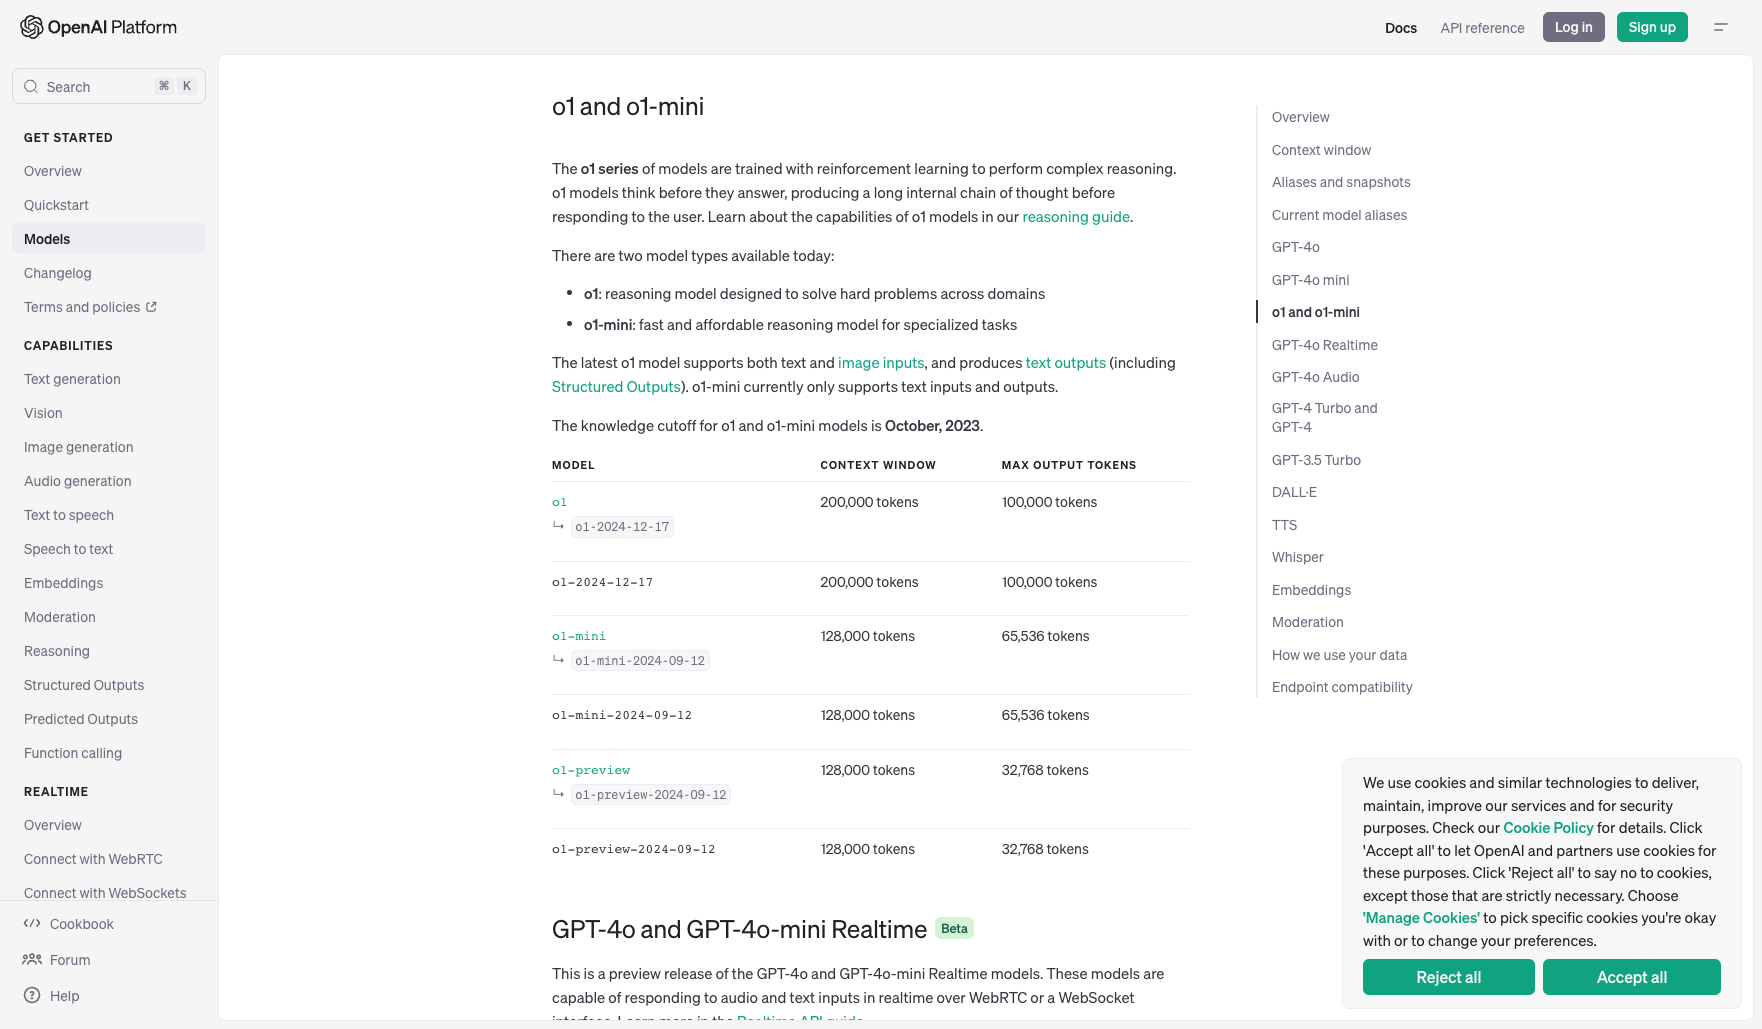 OpenAI Platform
Docs
API reference
Log in
Sign up
Search
⌘ K
GET STARTED
Overview
Quickstart
Models
Changelog
Terms and policies
CAPABILITIES
Text generation
Vision
Image generation
Audio generation
Text to speech
Speech to text
Embeddings
Moderation
Reasoning
Structured Outputs
Predicted Outputs
Function calling
REALTIME
Overview
Connect with WebRTC
Connect with WebSockets
Cookbook
Forum
Help
o1 and o1-mini
The o1 series of models are trained with reinforcement learning to perform complex reasoning.
o1 models think before they answer, producing a long internal chain of thought before
responding to the user. Learn about the capabilities of o1 models in our reasoning guide.
There are two model types available today:
• o1: reasoning model designed to solve hard problems across domains
• o1-mini: fast and affordable reasoning model for specialized tasks
The latest o1 model supports both text and image inputs, and produces text outputs (including
Structured Outputs). o1-mini currently only supports text inputs and outputs.
The knowledge cutoff for o1 and o1-mini models is October, 2023.
MODEL CONTEXT WINDOW MAX OUTPUT TOKENS
o1 200,000 tokens 100,000 tokens
↳ o1-2024-12-17
o1-2024-12-17 200,000 tokens 100,000 tokens
o1-mini 128,000 tokens 65,536 tokens
↳ o1-mini-2024-09-12
o1-mini-2024-09-12 128,000 tokens 65,536 tokens
o1-preview 128,000 tokens 32,768 tokens
↳ o1-preview-2024-09-12
o1-preview-2024-09-12 128,000 tokens 32,768 tokens
GPT-4o and GPT-4o-mini Realtime Beta
This is a preview release of the GPT-4o and GPT-4o-mini Realtime models. These models are
capable of responding to audio and text inputs in realtime over WebRTC or a WebSocket
interface. Learn more in the Realtime API guide.
Overview
Context window
Aliases and snapshots
Current model aliases
GPT-4o
GPT-4o mini
o1 and o1-mini
GPT-4o Realtime
GPT-4o Audio
GPT-4 Turbo and
GPT-4
GPT-3.5 Turbo
DALL·E
TTS
Whisper
Embeddings
Moderation
How we use your data
Endpoint compatibility
We use cookies and similar technologies to deliver,
maintain, improve our services and for security
purposes. Check our Cookie Policy for details. Click
'Accept all' to let OpenAI and partners use cookies for
these purposes. Click 'Reject all' to say no to cookies,
except those that are strictly necessary. Choose
'Manage Cookies' to pick specific cookies you're okay
with or to change your preferences.
Reject all
Accept all